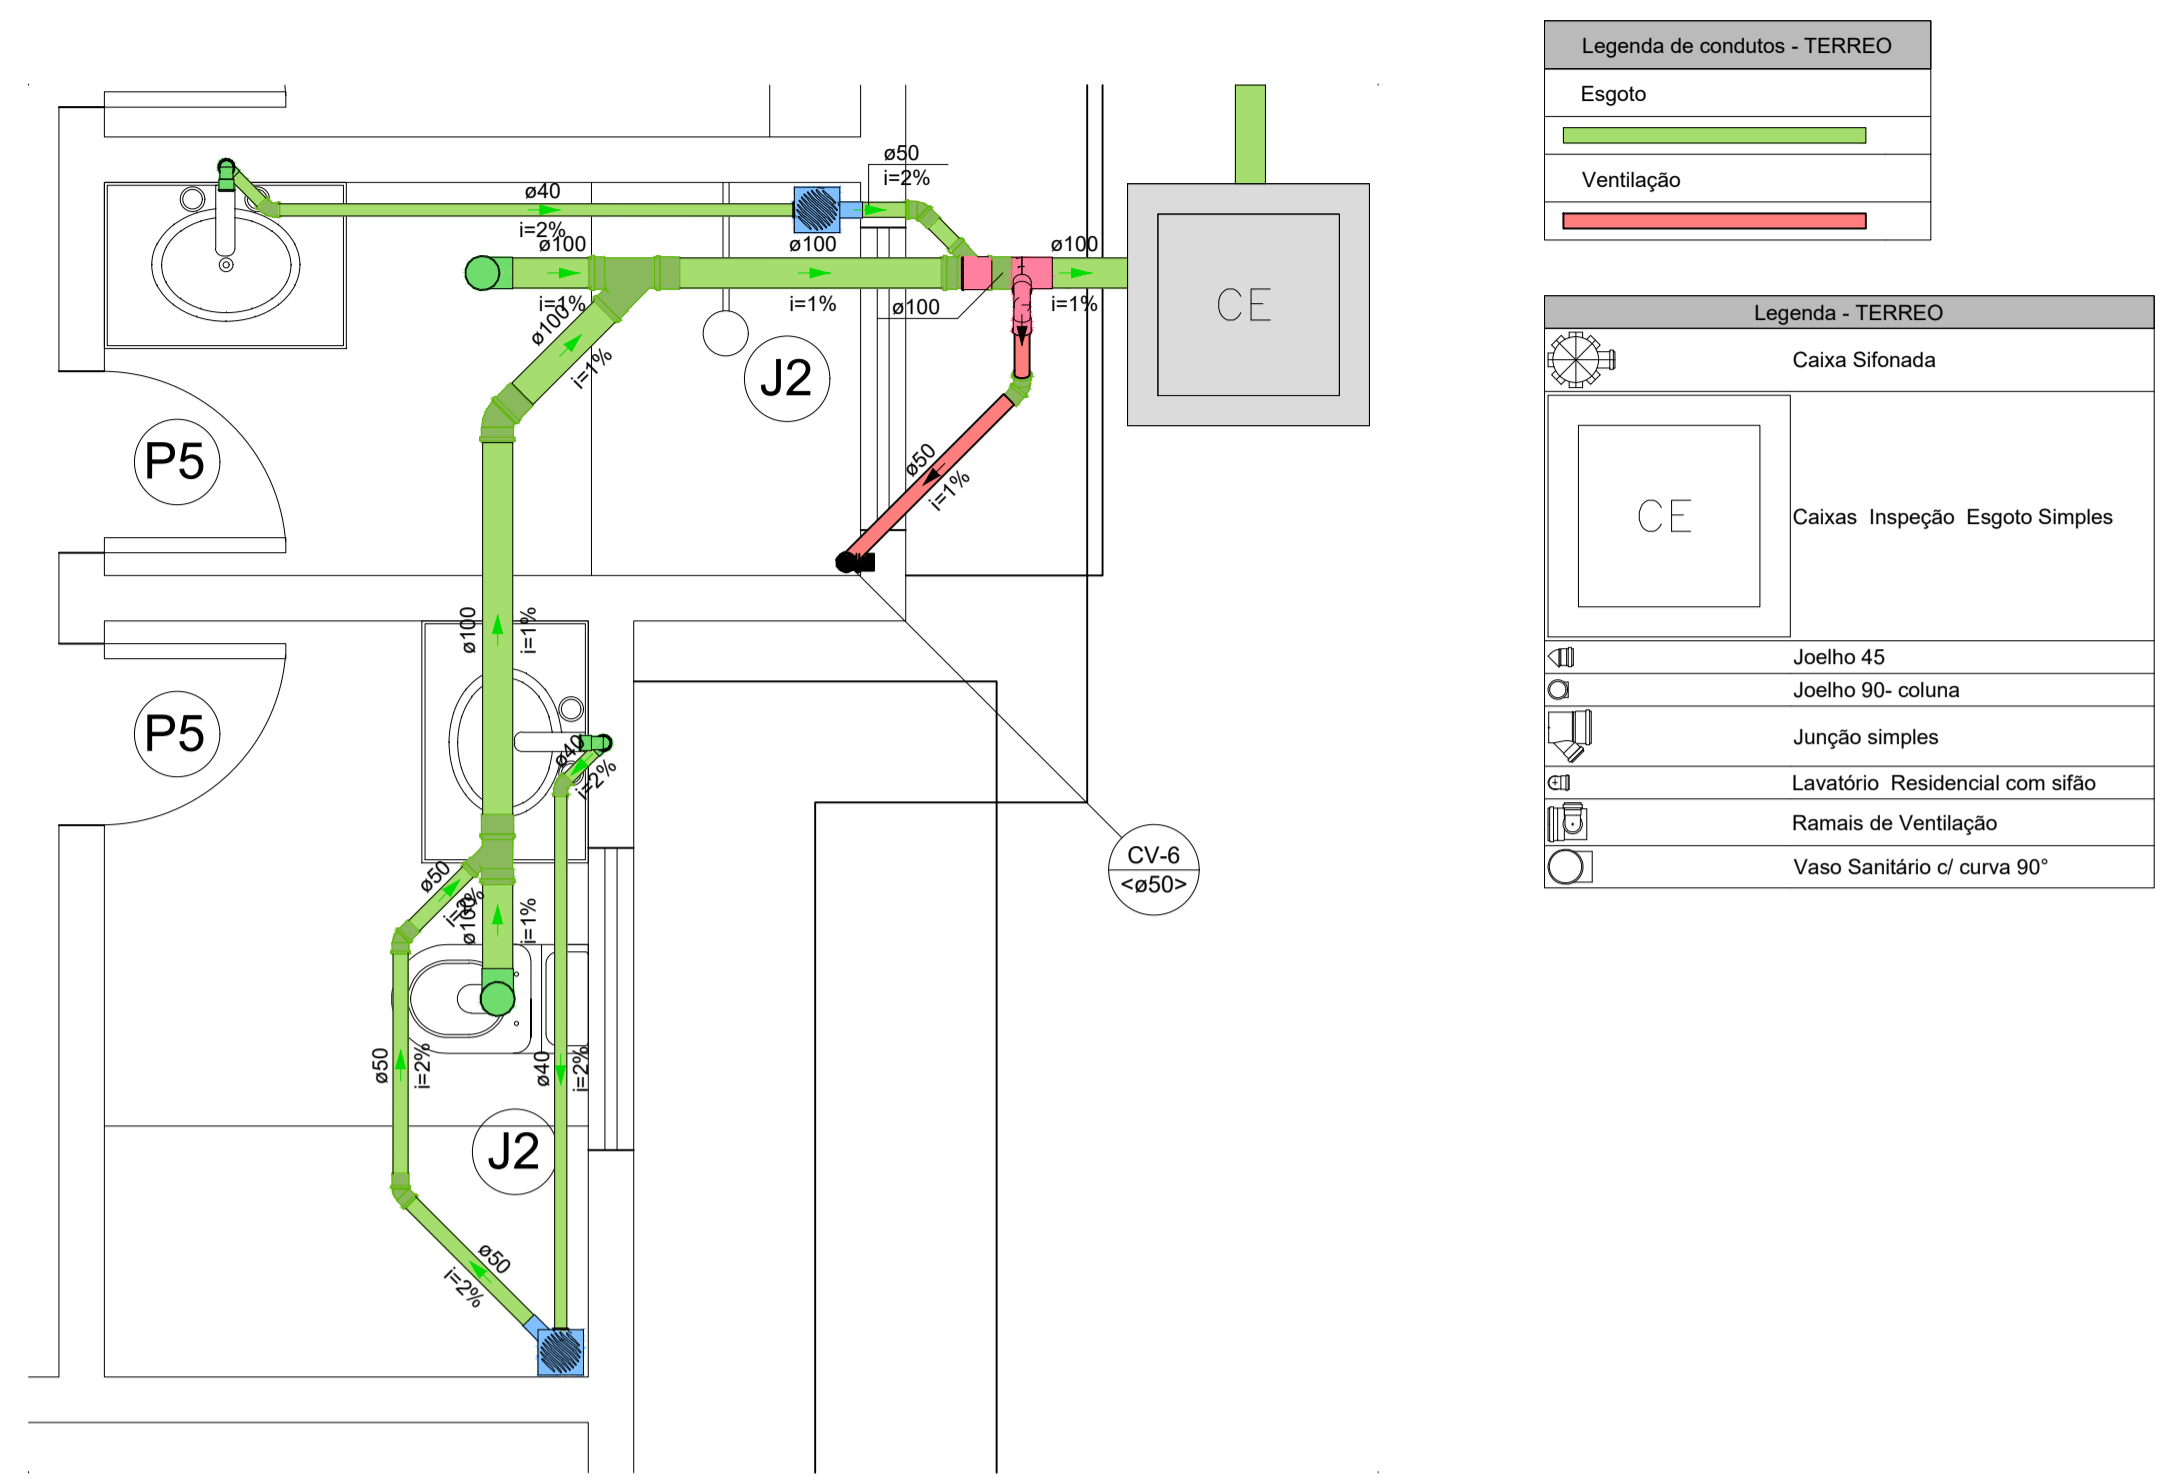 Legenda de condutos - TERREO
Esgoto
Ventilação
Legenda - TERREO
Caixa Sifonada
CE
Caixas Inspeção Esgoto Simples
Joelho 45
Joelho 90- coluna
Junção simples
Lavatório Residencial com sifão
Ramais de Ventilação
Vaso Sanitário c/ curva 90°
ø50
i=2%
ø40
i=2%
ø100
i=1%
ø100
i=1%
ø100
i=1%
ø100
ø100
i=1%
CE
J2
P5
ø50
i=1%
ø100
i=1%
P5
ø40
i=2%
CV-6
<ø50>
ø50
i=2%
ø100
i=1%
ø50
i=2%
ø40
i=2%
J2
ø50
i=2%